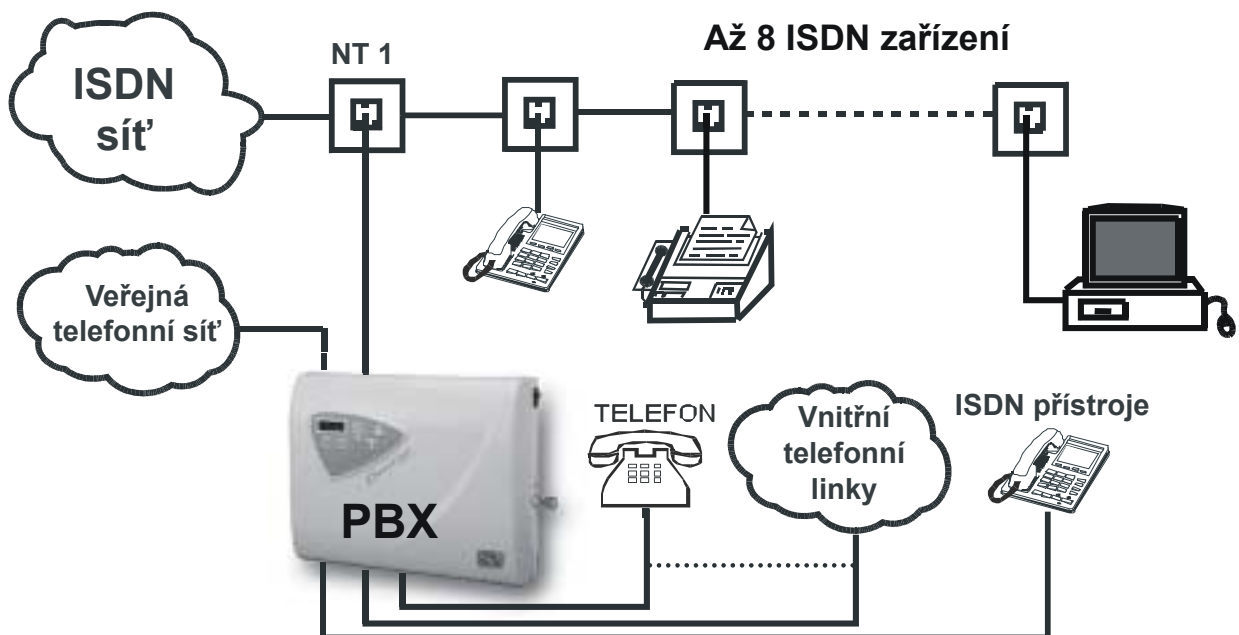 Až 8 ISDN zařízení
NT 1
ISDN
síť
Veřejná
telefonní síť
TELEFON
Vnitřní
telefonní
linky
ISDN přístroje
PBX